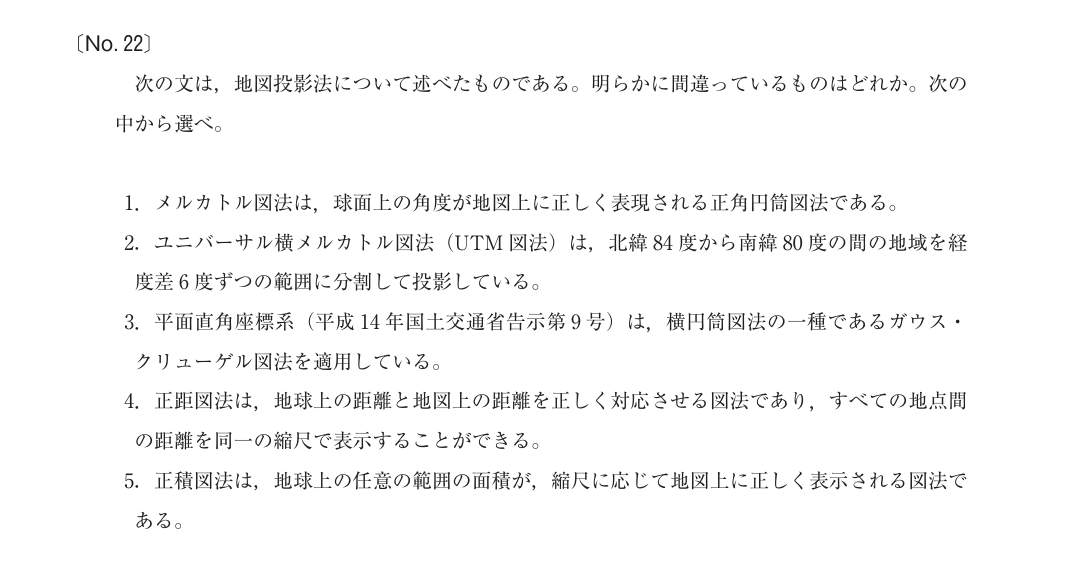 〔No. 22〕
次の文は，地図投影法について述べたものである。明らかに間違っているものはどれか。次の
中から選べ。
1．メルカトル図法は，球面上の角度が地図上に正しく表現される正角円筒図法である。
2．ユニバーサル横メルカトル図法（UTM 図法）は，北緯 84 度から南緯 80 度の間の地域を経
度差 6 度ずつの範囲に分割して投影している。
3．平面直角座標系（平成 14 年国土交通省告示第 9 号）は，横円筒図法の一種であるガウス・
クリューゲル図法を適用している。
4．正距図法は，地球上の距離と地図上の距離を正しく対応させる図法であり，すべての地点間
の距離を同一の縮尺で表示することができる。
5．正積図法は，地球上の任意の範囲の面積が，縮尺に応じて地図上に正しく表示される図法で
ある。